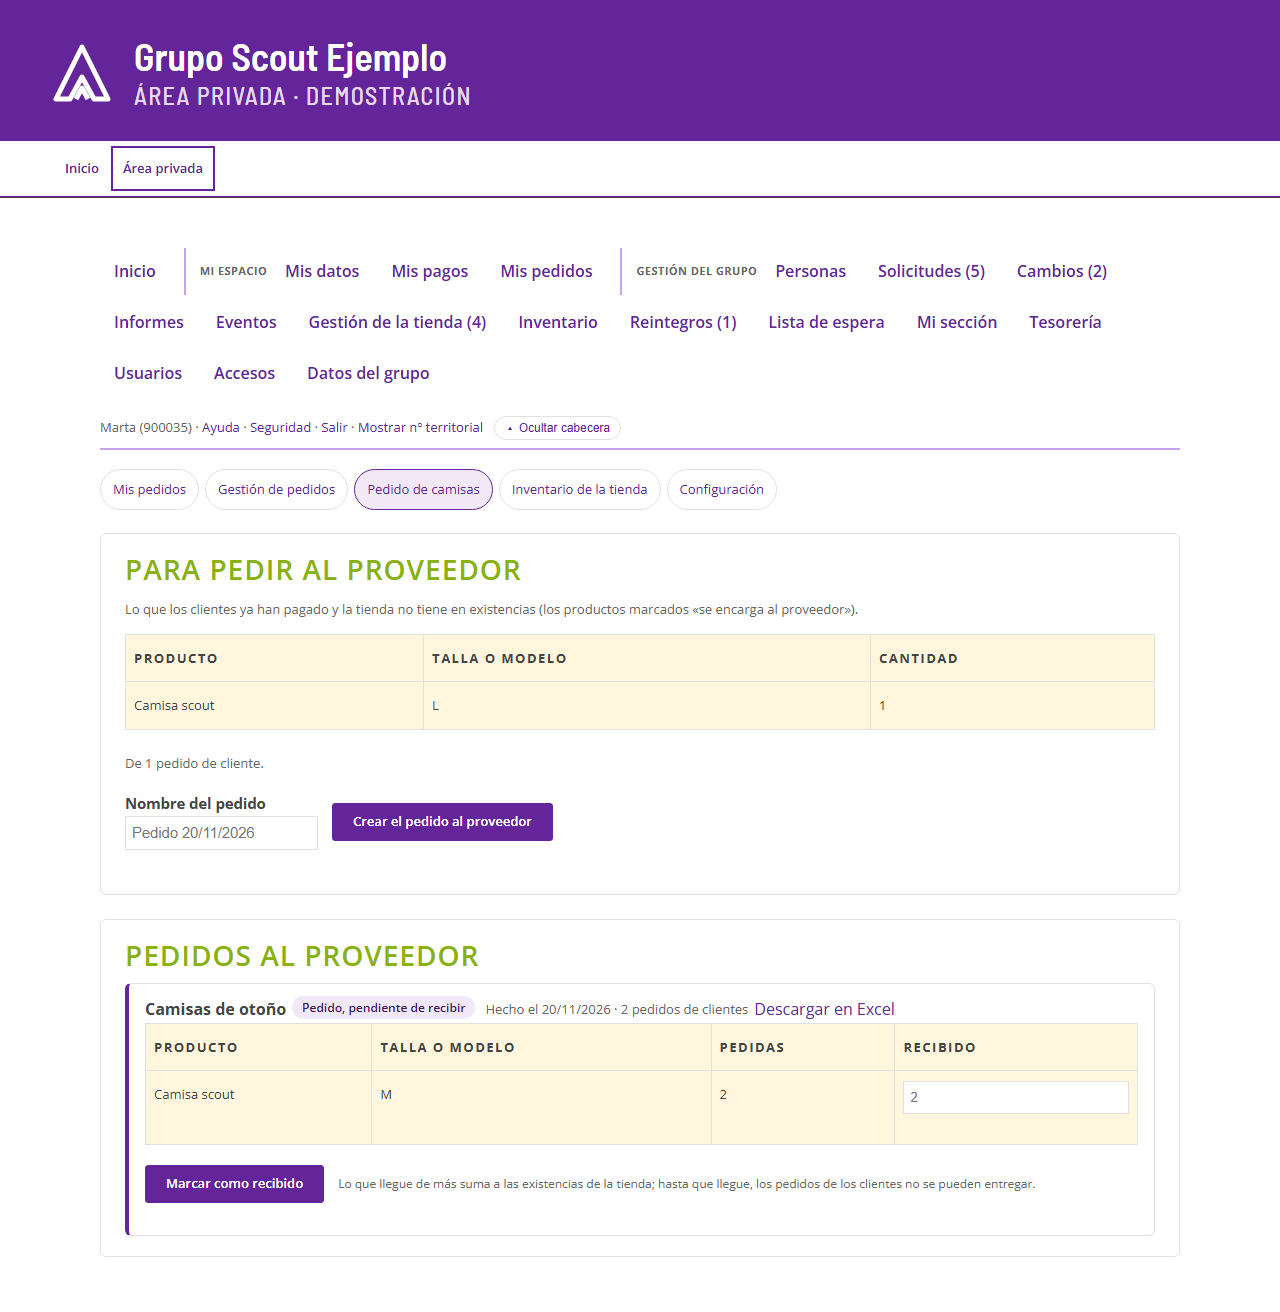 Grupo Scout Ejemplo
ÁREA PRIVADA · DEMOSTRACIÓN
Inicio Área privada
Inicio MI ESPACIO Mis datos Mis pagos Mis pedidos GESTIÓN DEL GRUPO Personas Solicitudes (5) Cambios (2)
Informes Eventos Gestión de la tienda (4) Inventario Reintegros (1) Lista de espera Mi sección Tesorería
Usuarios Accesos Datos del grupo
Marta (900035) · Ayuda · Seguridad · Salir · Mostrar nº territorial ▲ Ocultar cabecera
Mis pedidos Gestión de pedidos Pedido de camisas Inventario de la tienda Configuración
PARA PEDIR AL PROVEEDOR
Lo que los clientes ya han pagado y la tienda no tiene en existencias (los productos marcados «se encarga al proveedor»).
PRODUCTO TALLA O MODELO CANTIDAD
Camisa scout L 1
De 1 pedido de cliente.
Nombre del pedido
Pedido 20/11/2026 Crear el pedido al proveedor
PEDIDOS AL PROVEEDOR
Camisas de otoño Pedido, pendiente de recibir Hecho el 20/11/2026 · 2 pedidos de clientes Descargar en Excel
PRODUCTO TALLA O MODELO PEDIDAS RECIBIDO
Camisa scout M 2 2
Marcar como recibido Lo que llegue de más suma a las existencias de la tienda; hasta que llegue, los pedidos de los clientes no se pueden entregar.